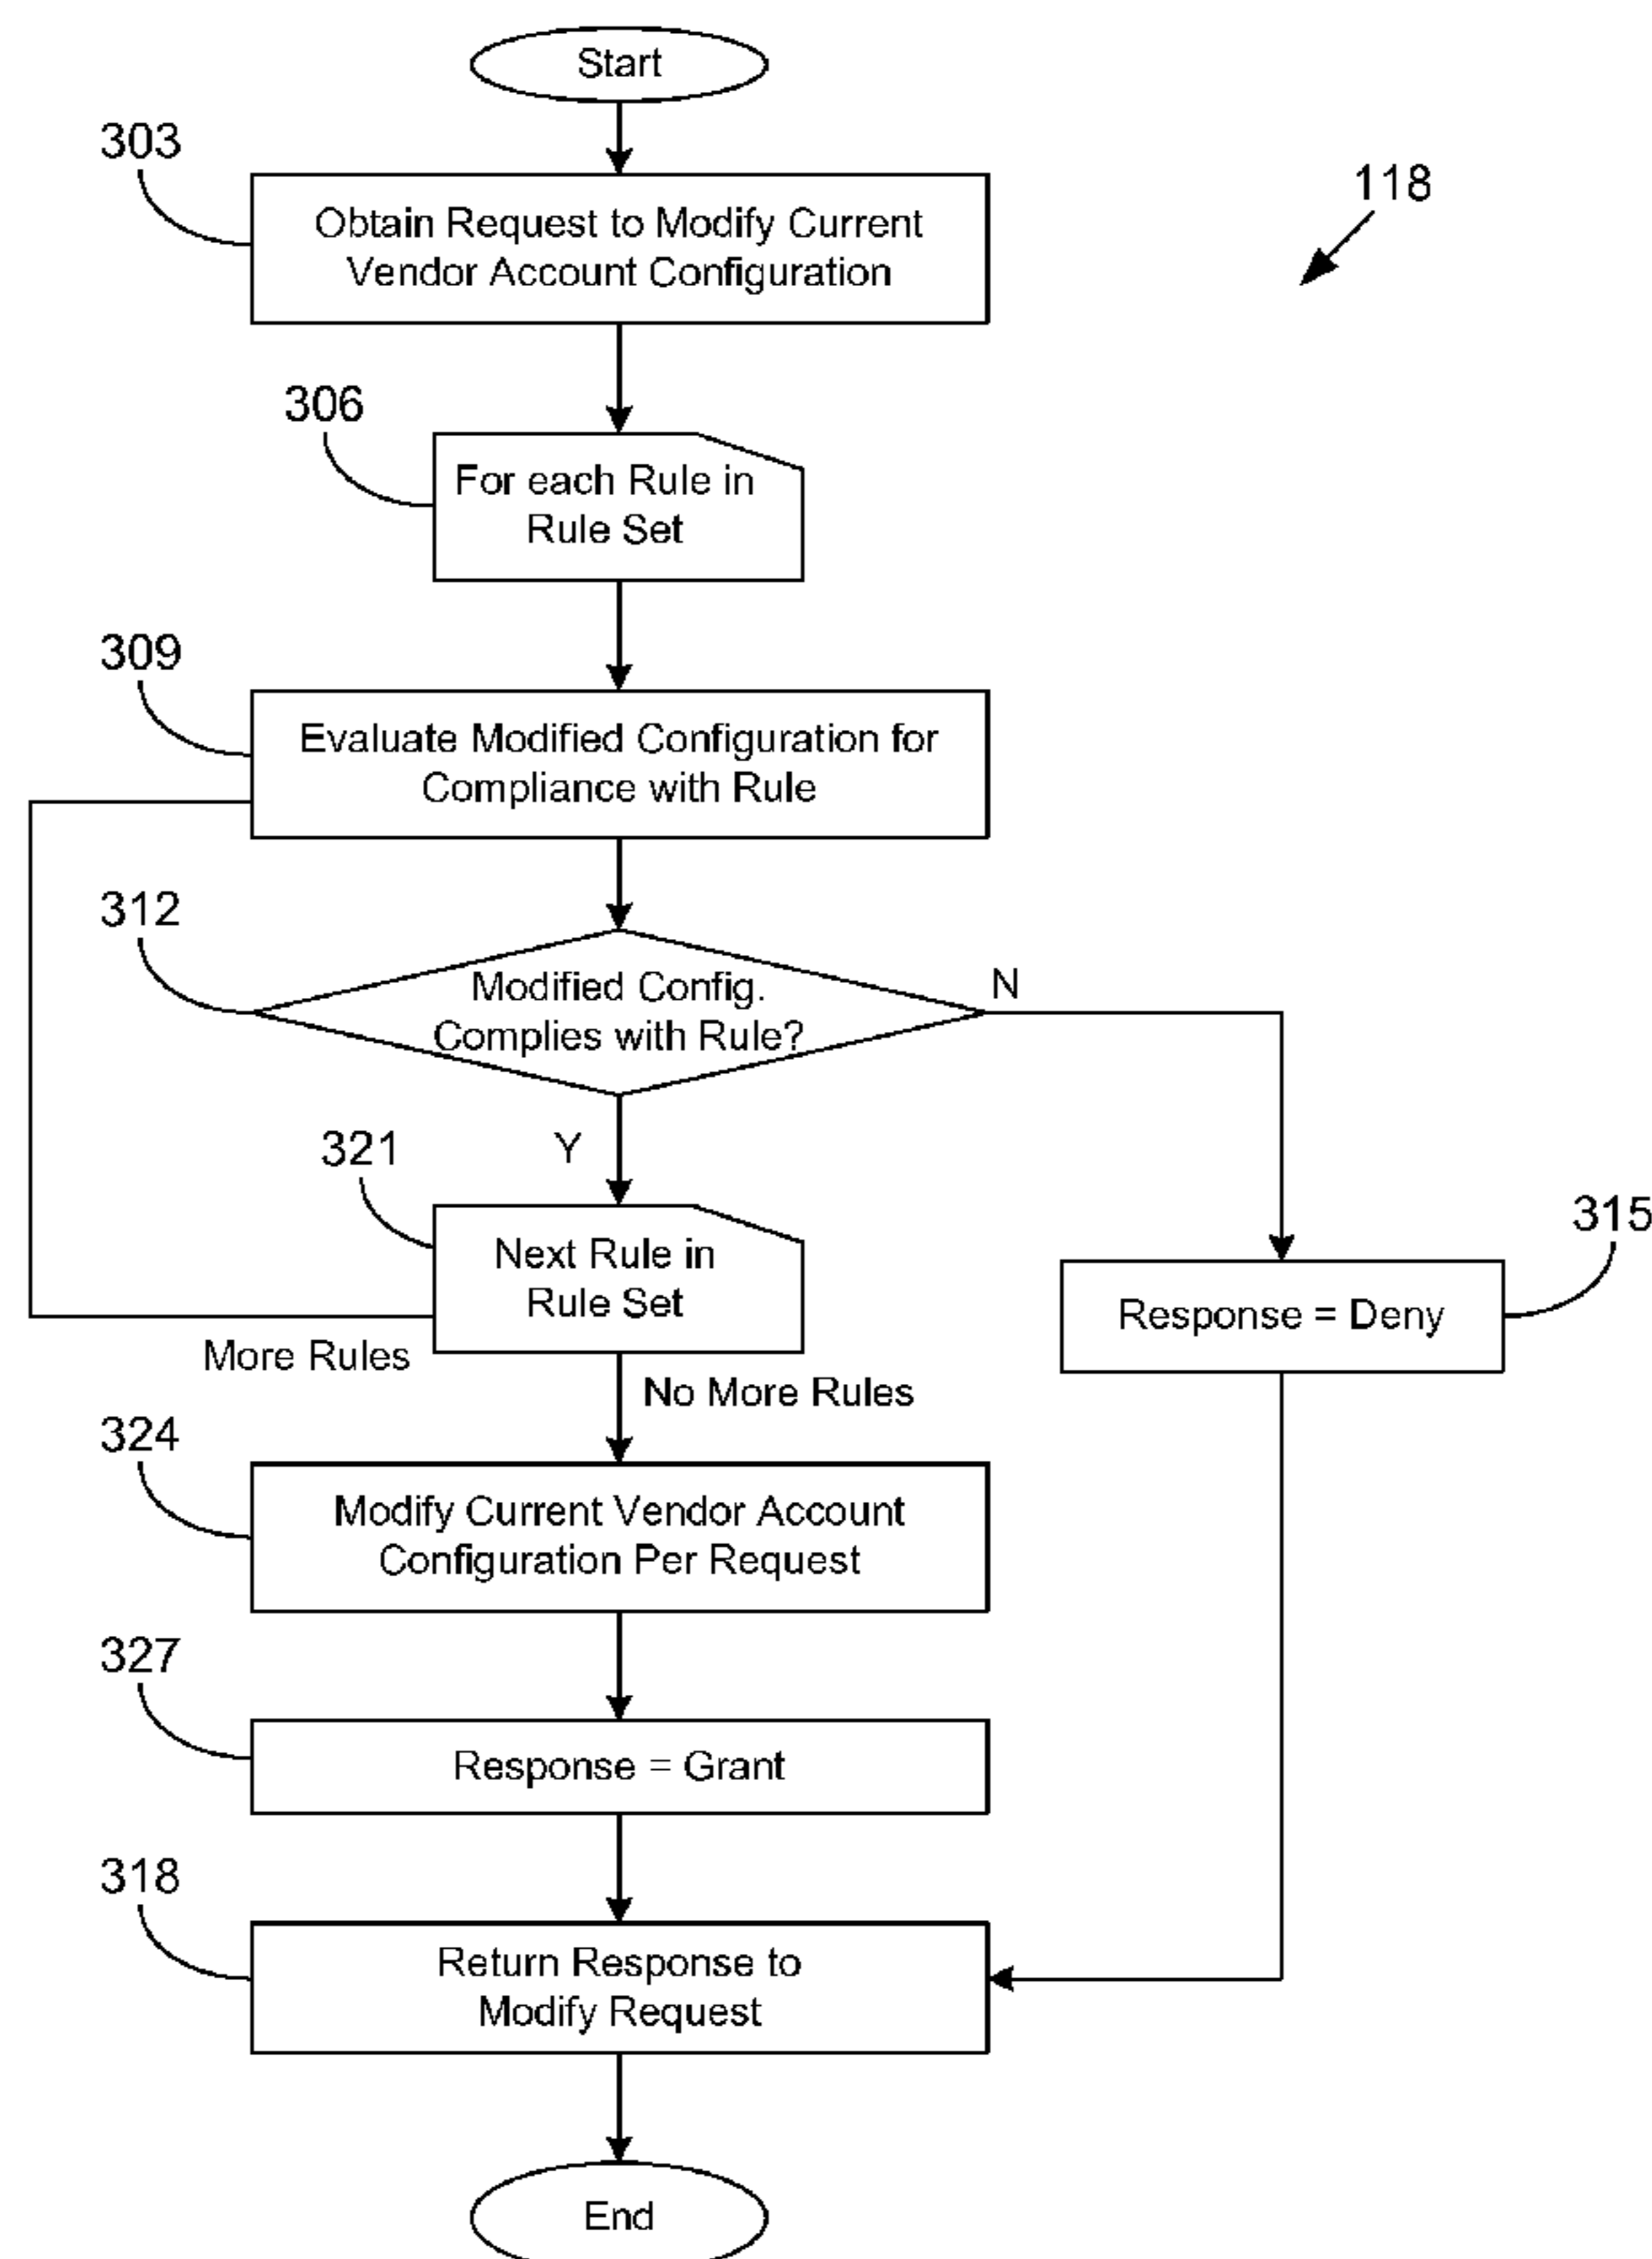 Start
303
Obtain Request to Modify Current
Vendor Account Configuration
118
306
For each Rule in
Rule Set
309
Evaluate Modified Configuration for
Compliance with Rule
312
Modified Config.
Complies with Rule?
N
Y
321
Next Rule in
Rule Set
315
Response = Deny
More Rules
No More Rules
324
Modify Current Vendor Account
Configuration Per Request
327
Response = Grant
318
Return Response to
Modify Request
End